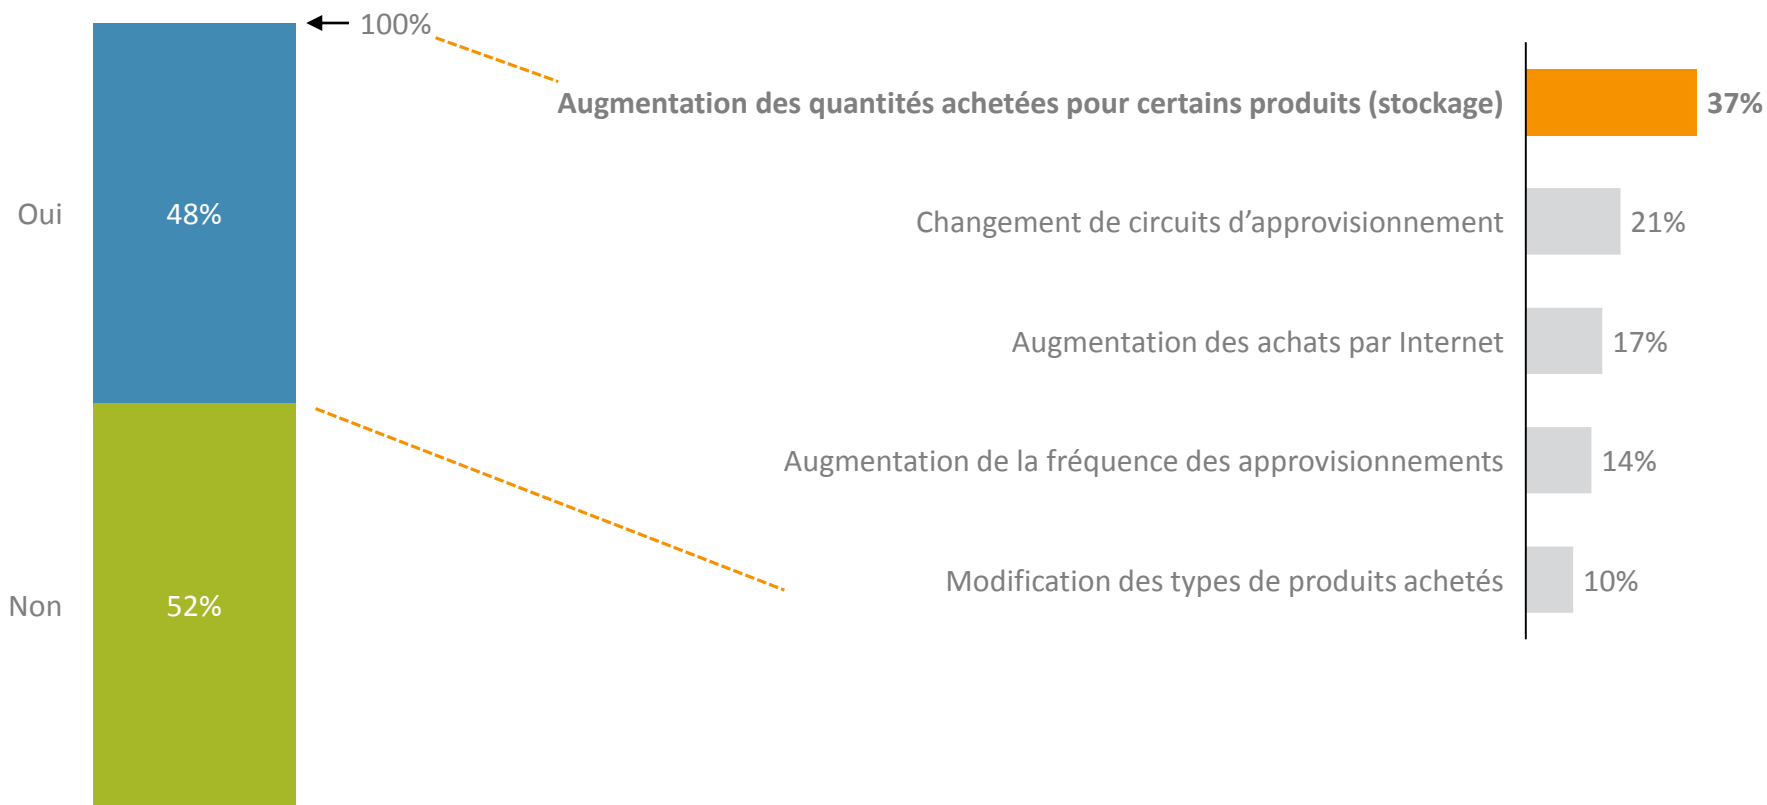 100%
Oui
48%
Non
52%
Augmentation des quantités achetées pour certains produits (stockage)
37%
Changement de circuits d’approvisionnement
21%
Augmentation des achats par Internet
17%
Augmentation de la fréquence des approvisionnements
14%
Modification des types de produits achetés
10%